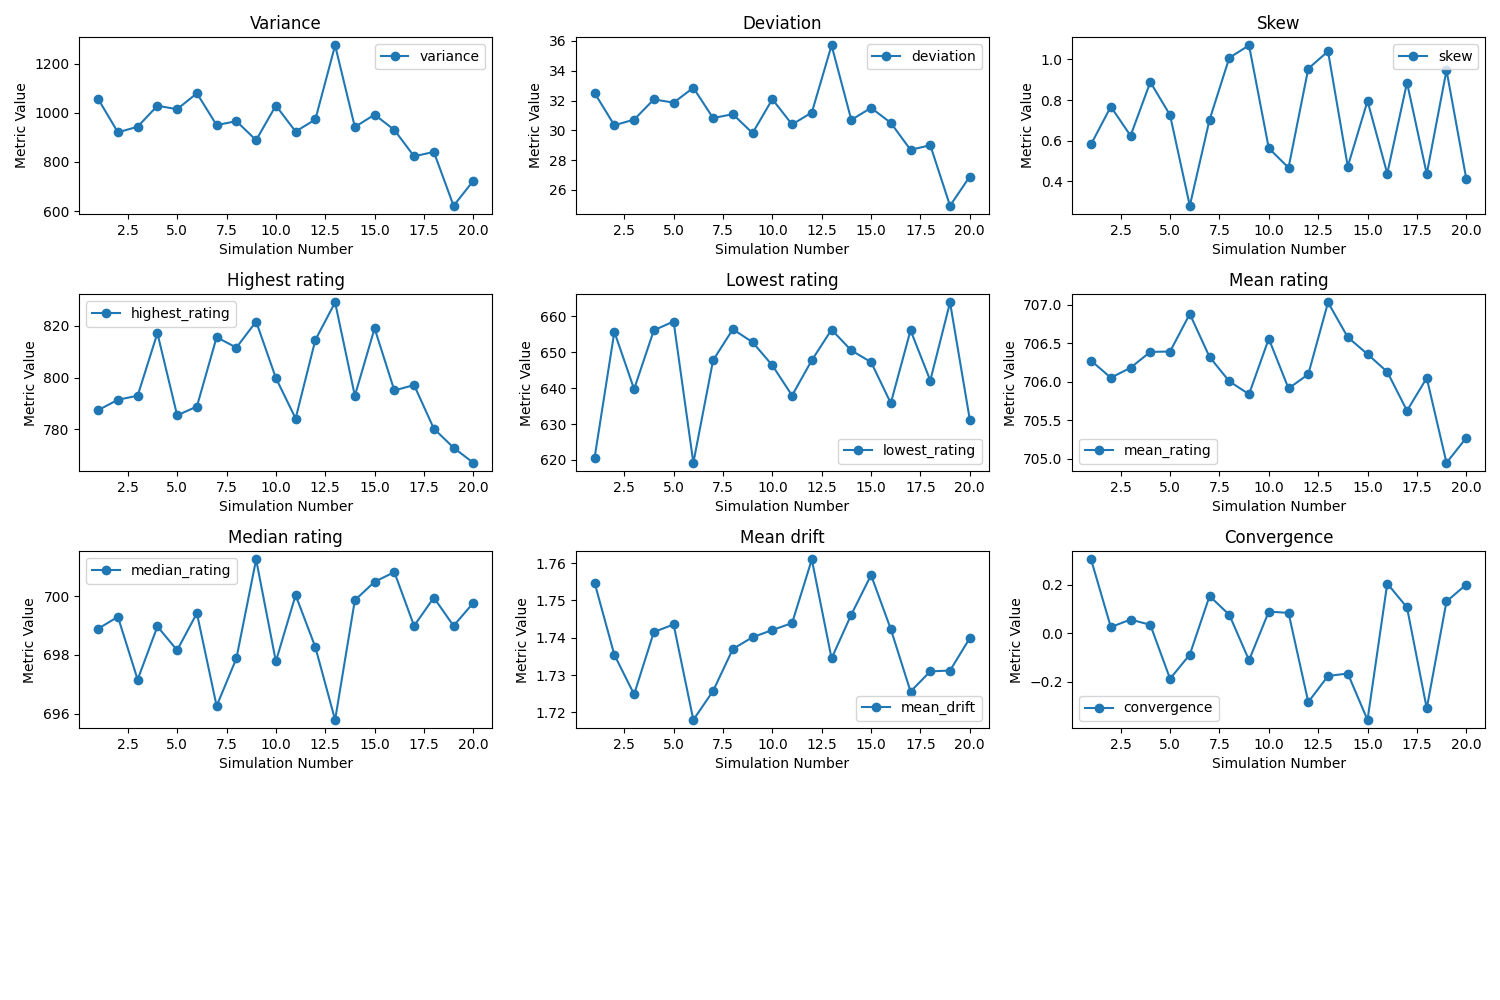 Variance Deviation Skew
Metric Value
1200
1000
800
600
variance
2.5 5.0 7.5 10.0 12.5 15.0 17.5 20.0
Simulation Number
Metric Value
36
34
32
30
28
26
deviation
2.5 5.0 7.5 10.0 12.5 15.0 17.5 20.0
Simulation Number
Metric Value
1.0
0.8
0.6
0.4
skew
2.5 5.0 7.5 10.0 12.5 15.0 17.5 20.0
Simulation Number
Highest rating
Metric Value
820
800
780
highest_rating
2.5 5.0 7.5 10.0 12.5 15.0 17.5 20.0
Simulation Number
Lowest rating
Metric Value
660
650
640
630
620
lowest_rating
2.5 5.0 7.5 10.0 12.5 15.0 17.5 20.0
Simulation Number
Mean rating
Metric Value
707.0
706.5
706.0
705.5
705.0
mean_rating
2.5 5.0 7.5 10.0 12.5 15.0 17.5 20.0
Simulation Number
Median rating
Metric Value
700
698
696
median_rating
2.5 5.0 7.5 10.0 12.5 15.0 17.5 20.0
Simulation Number
Mean drift
Metric Value
1.76
1.75
1.74
1.73
1.72
mean_drift
2.5 5.0 7.5 10.0 12.5 15.0 17.5 20.0
Simulation Number
Convergence
Metric Value
0.2
0.0
−0.2
convergence
2.5 5.0 7.5 10.0 12.5 15.0 17.5 20.0
Simulation Number